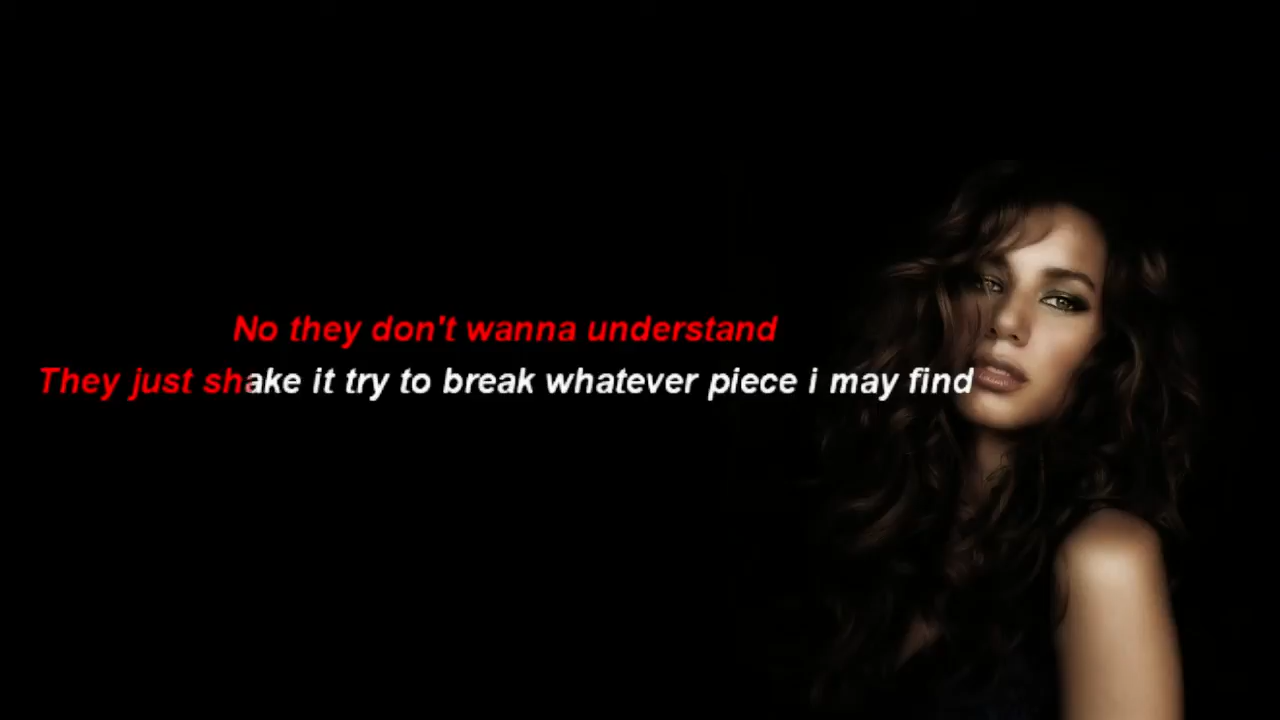 No they don't wanna understand
They just shake it try to break whatever piece i may find